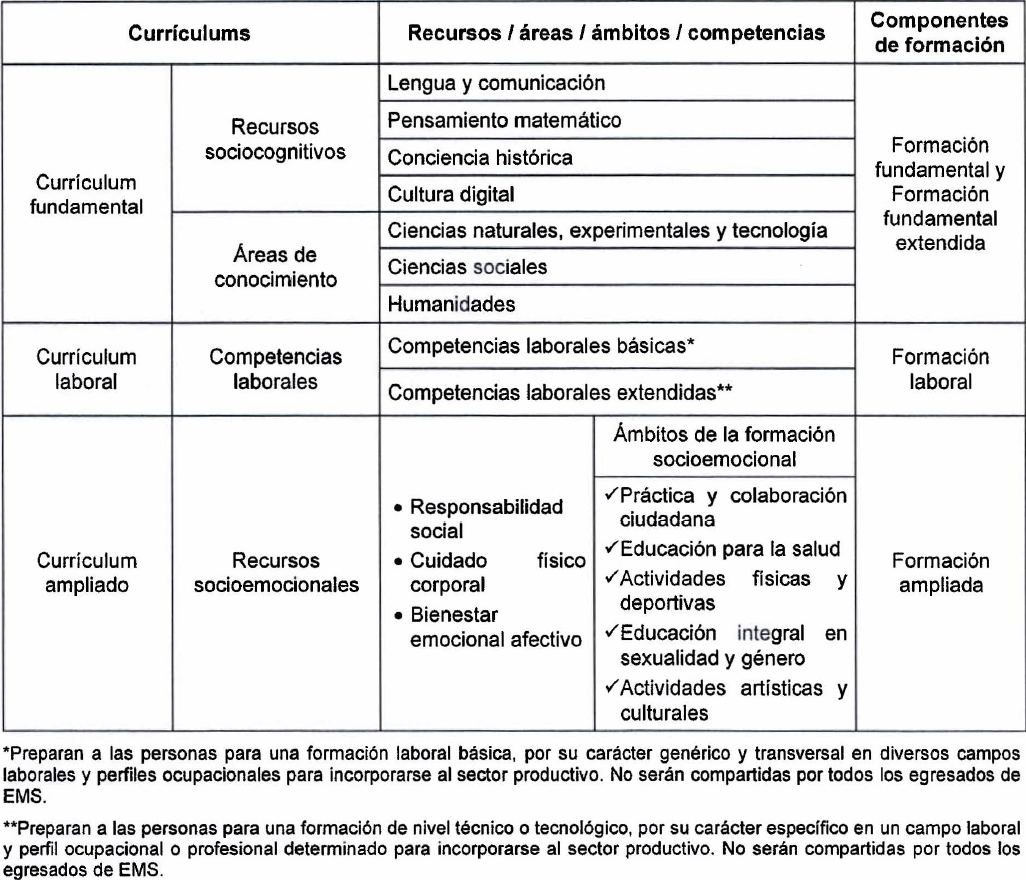 Currículums
Recursos / áreas / ámbitos / competencias
Componentes
de formación
Currículum
fundamental
Recursos
sociocognitivos
Lengua y comunicación
Pensamiento matemático
Conciencia histórica
Cultura digital
Áreas de
conocimiento
Ciencias naturales, experimentales y tecnología
Ciencias sociales
Humanidades
Formación
fundamental y
Formación
fundamental
extendida
Currículum
laboral
Competencias
laborales
Competencias laborales básicas*
Competencias laborales extendidas**
Formación
laboral
Currículum
ampliado
Recursos
socioemocionales
• Responsabilidad
social
• Cuidado físico
corporal
• Bienestar
emocional afectivo
Ámbitos de la formación
socioemocional
✓Práctica y colaboración
ciudadana
✓Educación para la salud
✓Actividades físicas y
deportivas
✓Educación integral en
sexualidad y género
✓Actividades artísticas y
culturales
Formación
ampliada
*Preparan a las personas para una formación laboral básica, por su carácter genérico y transversal en diversos campos
laborales y perfiles ocupacionales para incorporarse al sector productivo. No serán compartidas por todos los egresados de
EMS.
**Preparan a las personas para una formación de nivel técnico o tecnológico, por su carácter específico en un campo laboral
y perfil ocupacional o profesional determinado para incorporarse al sector productivo. No serán compartidas por todos los
egresados de EMS.